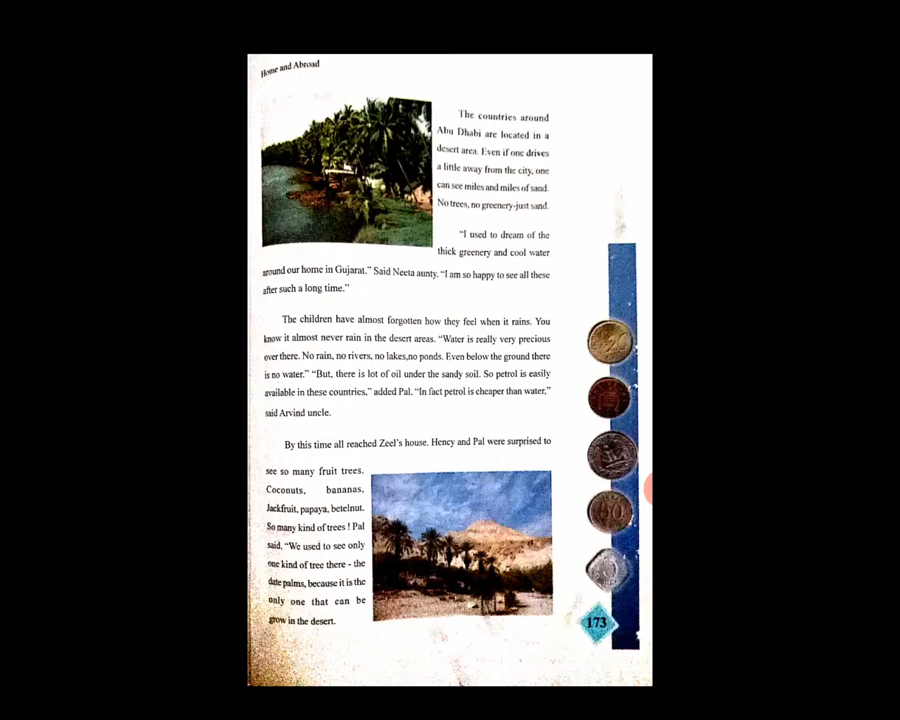 Home and Abroad
The countries around
Abu Dhabi are located in a
desert area. Even if one drives
a little away from the city, one
can see miles and miles of sand.
No trees, no greenery-just sand.
"I used to dream of the
thick greenery and cool water
around our home in Gujarat." Said Neeta aunty. "I am so happy to see all these
after such a long time."
The children have almost forgotten how they feel when it rains. You
know it almost never rain in the desert areas. "Water is really very precious
over there. No rain, no rivers, no lakes,no ponds. Even below the ground there
is no water." "But, there is lot of oil under the sandy soil. So petrol is easily
available in these countries," added Pal. "In fact petrol is cheaper than water,"
said Arvind uncle.
By this time all reached Zeel's house. Hency and Pal were surprised to
see so many fruit trees.
Coconuts, bananas,
Jackfruit, papaya, betelnut.
So many kind of trees ! Pal
said, "We used to see only
one kind of tree there - the
date palms, because it is the
only one that can be
grow in the desert.
20
173